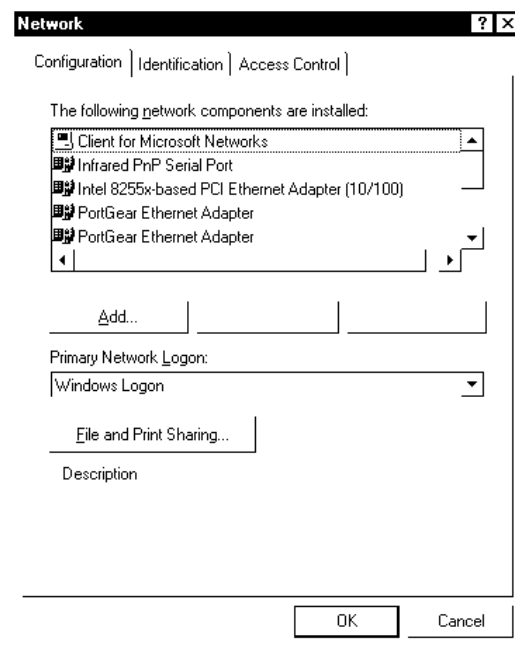 Network
Configuration Identification Access Control
The following network components are installed:
Client for Microsoft Networks
Infrared PnP Serial Port
Intel 8255x-based PCI Ethernet Adapter (10/100)
PortGear Ethernet Adapter
PortGear Ethernet Adapter
Add...
Primary Network Logon:
Windows Logon
File and Print Sharing...
Description
OK Cancel